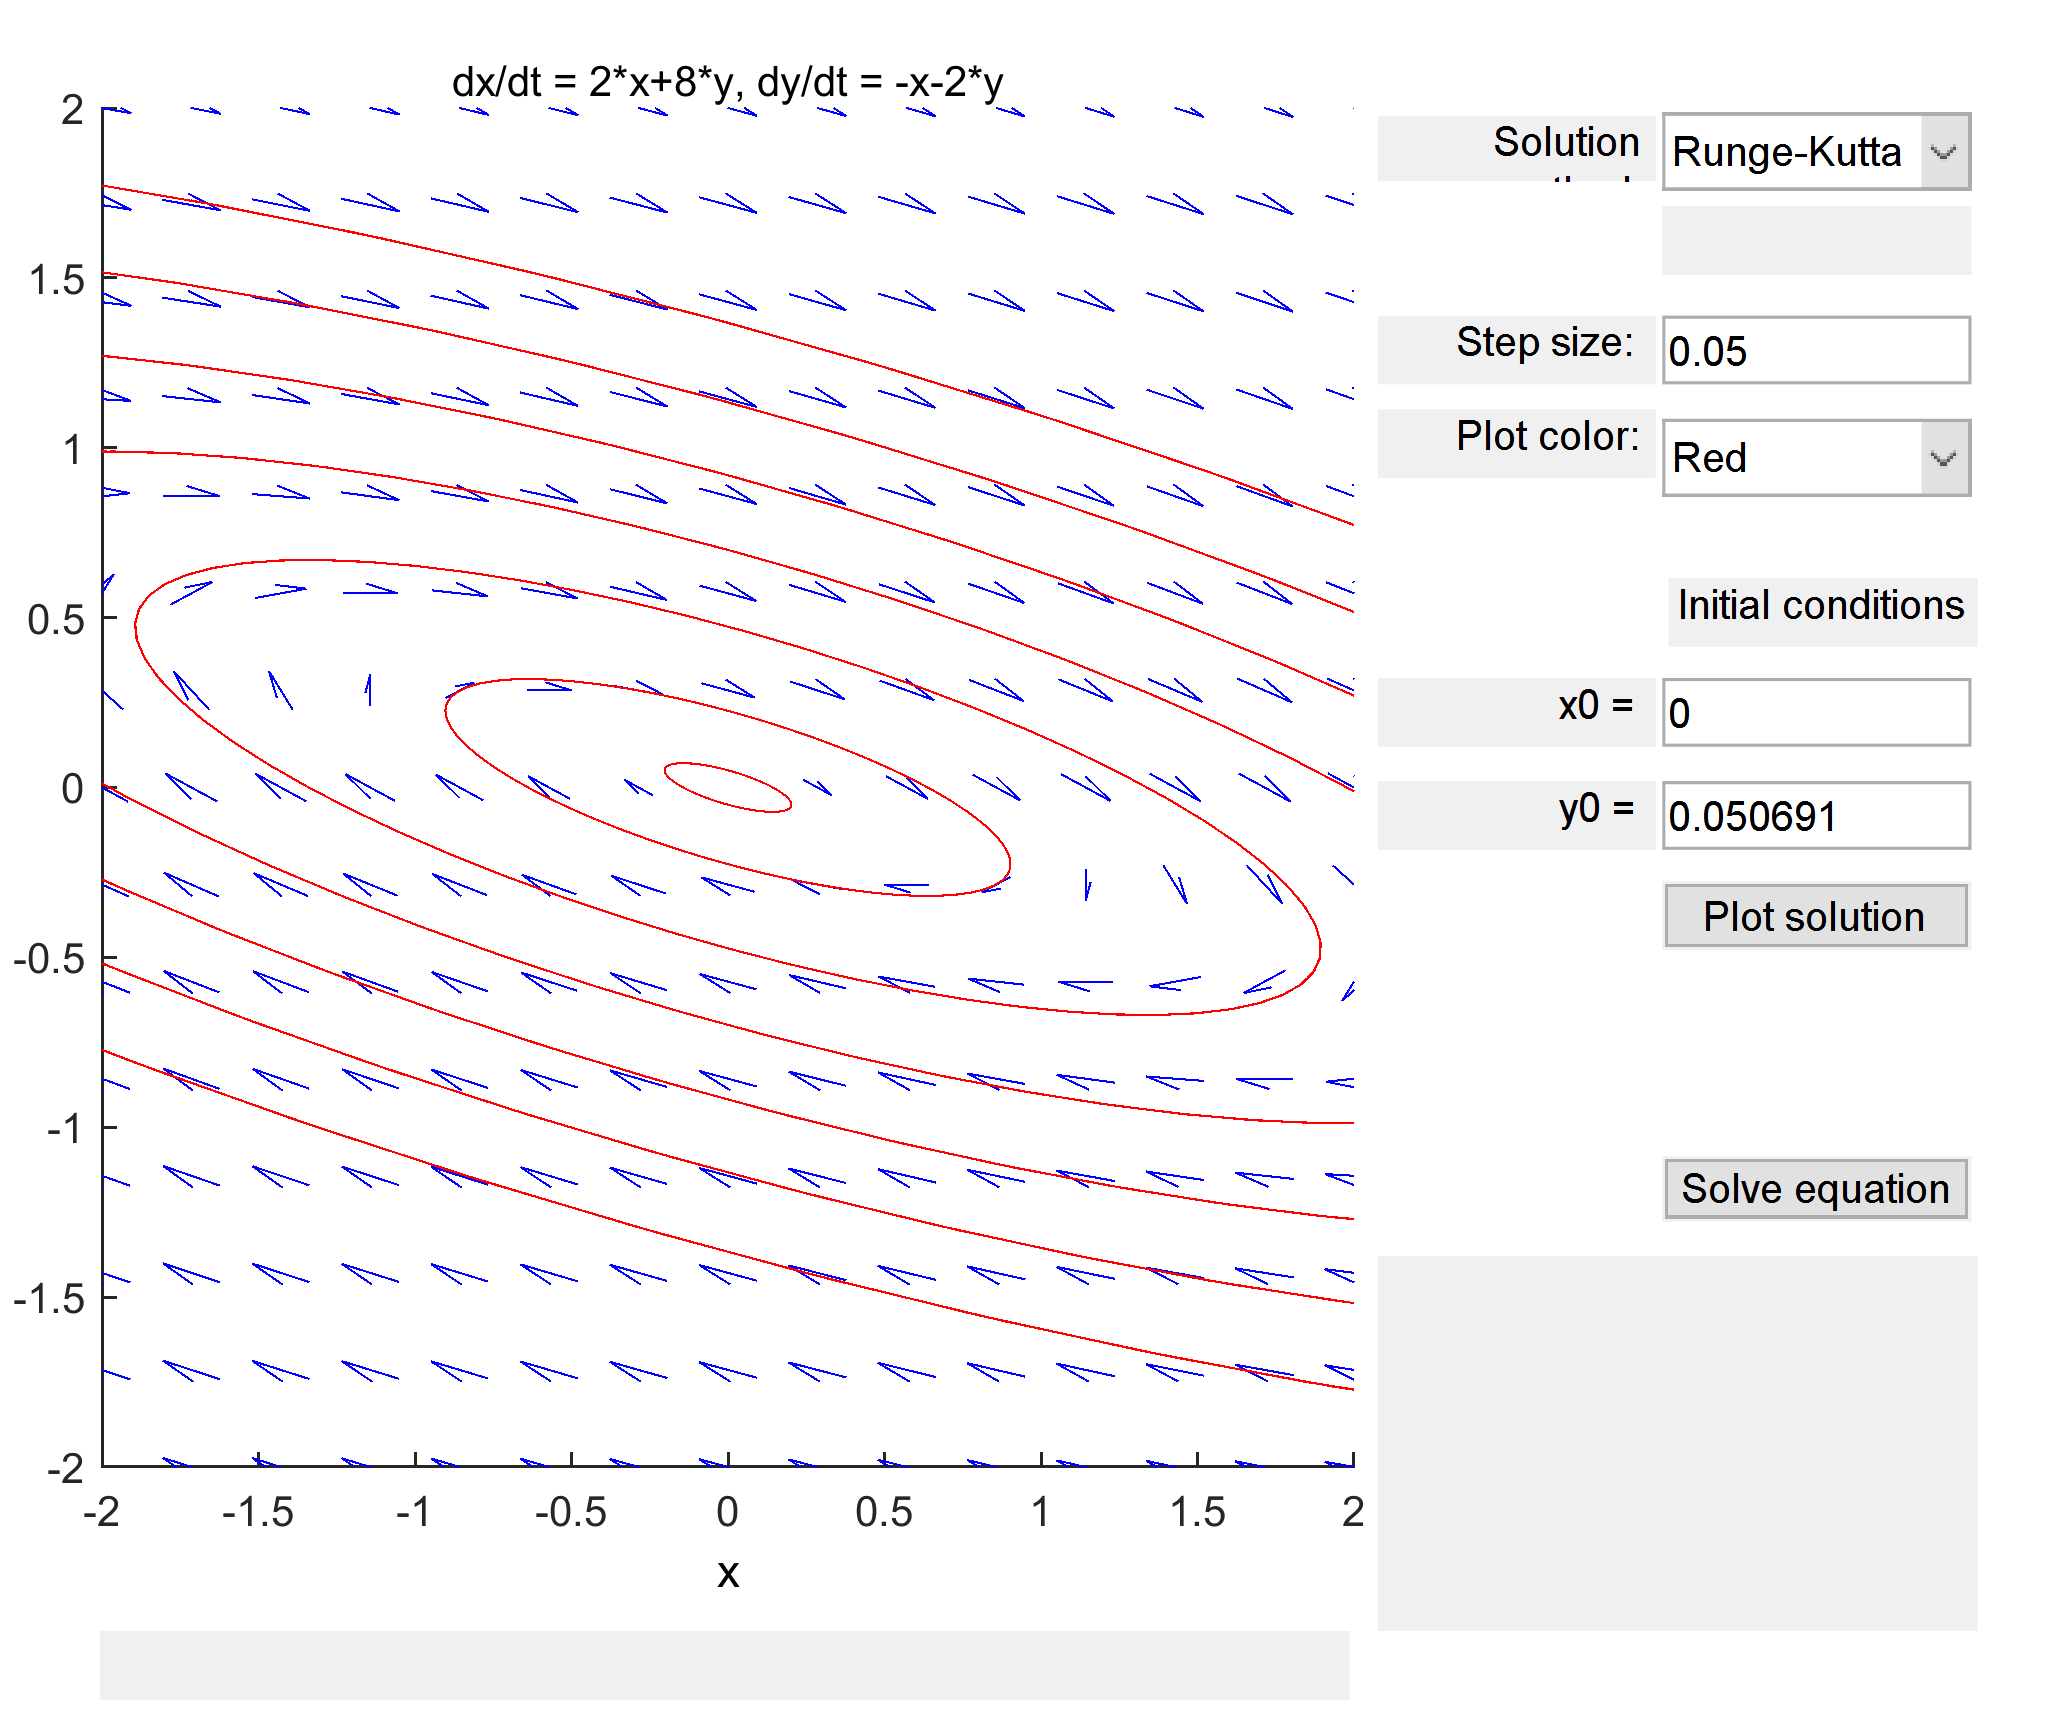 dx/dt = 2*x+8*y, dy/dt = -x-2*y
2
1.5
1
0.5
0
-0.5
-1
-1.5
-2
-2 -1.5 -1 -0.5 0 0.5 1 1.5 2
x
Solution
Runge-Kutta
Step size: 0.05
Plot color: Red
Initial conditions
x0 = 0
y0 = 0.050691
Plot solution
Solve equation